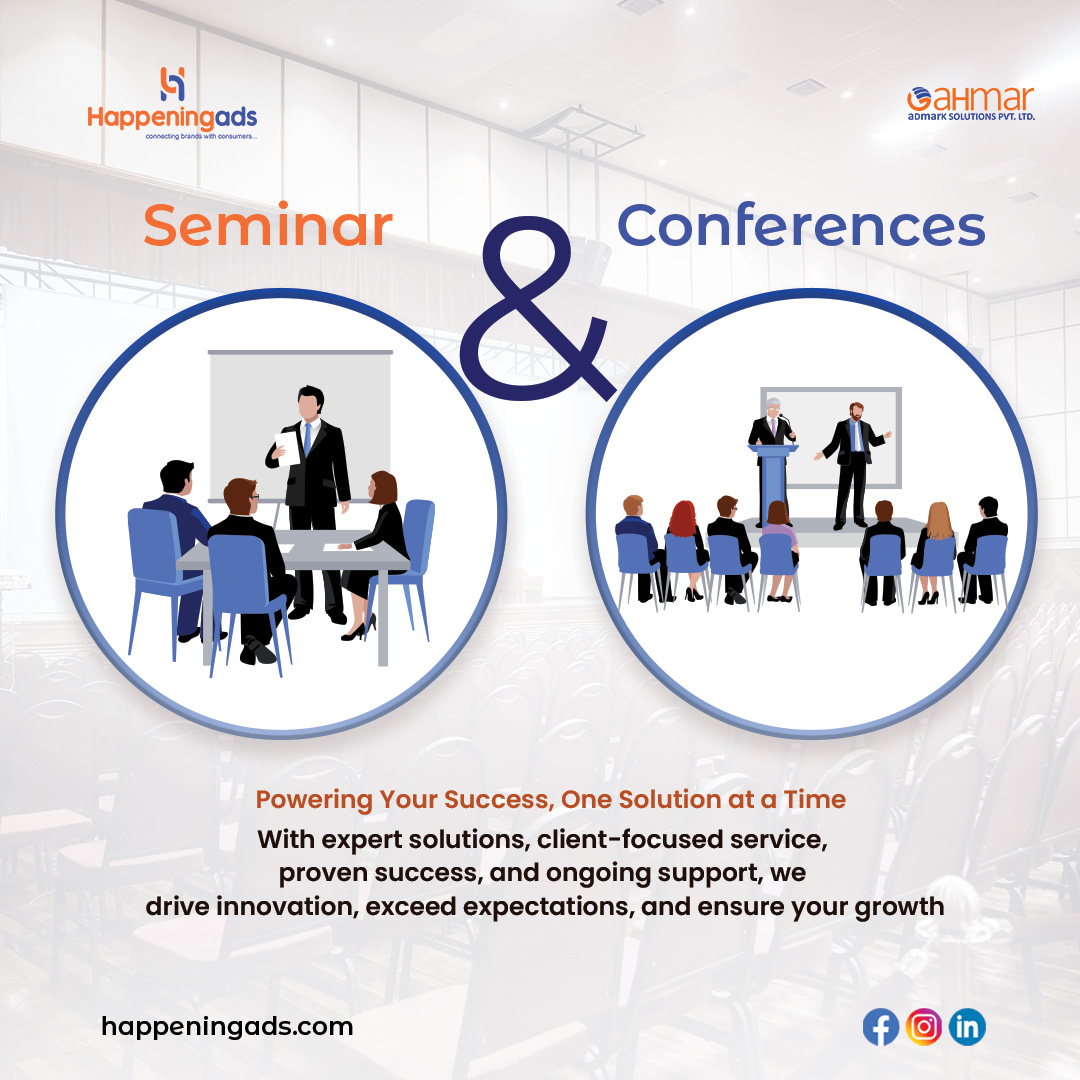 Happeningads
connecting brands with consumers...
GAHMAR
ADMARK SOLUTIONS PVT. LTD.
Seminar
&
Conferences
Powering Your Success, One Solution at a Time
With expert solutions, client-focused service,
proven success, and ongoing support, we
drive innovation, exceed expectations, and ensure your growth
happeningads.com